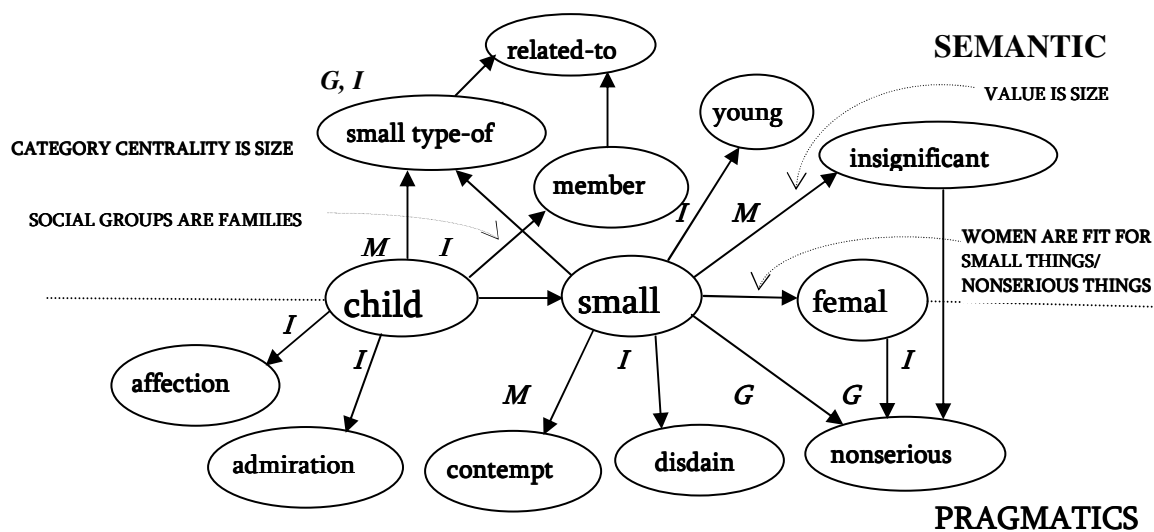 related-to
SEMANTIC
G, I
young
VALUE IS SIZE
small type-of
CATEGORY CENTRALITY IS SIZE
insignificant
member
SOCIAL GROUPS ARE FAMILIES
I
M
M
I
WOMEN ARE FIT FOR
SMALL THINGS/
NONSERIOUS THINGS
child
small
femal
I
I
I
I
affection
M
G
G
admiration
contempt
disdain
nonserious
PRAGMATICS